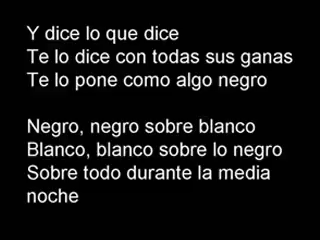 Y dice lo que dice
Te lo dice con todas sus ganas
Te lo pone como algo negro
Negro, negro sobre blanco
Blanco, blanco sobre lo negro
Sobre todo durante la media
noche